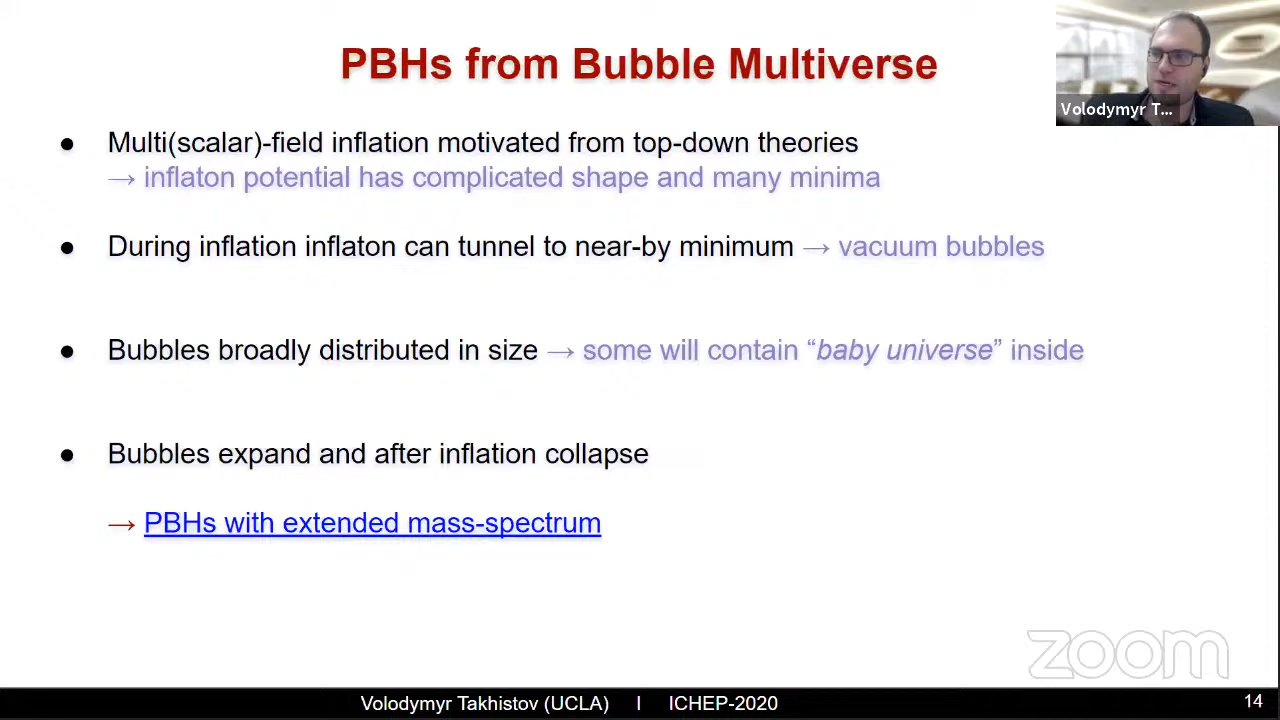 PBHs from Bubble Multiverse
Volodymyr T...
● Multi(scalar)-field inflation motivated from top-down theories
→ inflaton potential has complicated shape and many minima
● During inflation inflaton can tunnel to near-by minimum → vacuum bubbles
● Bubbles broadly distributed in size → some will contain “baby universe” inside
● Bubbles expand and after inflation collapse
→ PBHs with extended mass-spectrum
zoom
Volodymyr Takhistov (UCLA) I ICHEP-2020
14